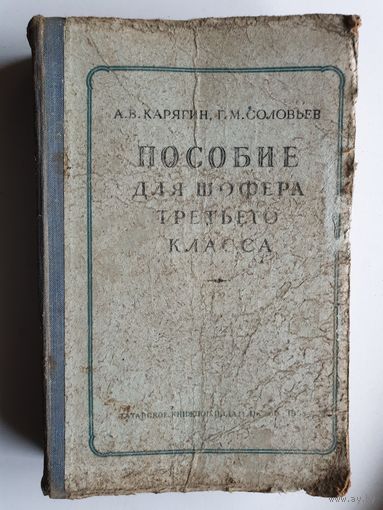 А.В. КАРЯГИН, Г.М. СОЛОВЬЕВ
ПОСОБИЕ
ДЛЯ ШОФЕРА
ТРЕТЬЕГО
КЛАССА